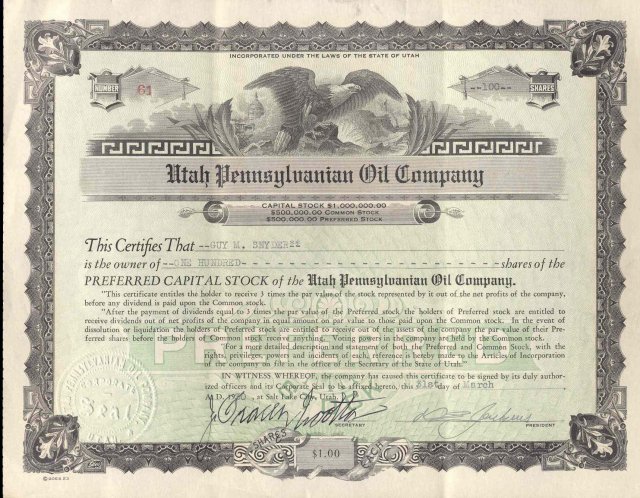 INCORPORATED UNDER THE LAWS OF THE STATE OF UTAH
NUMBER 61
--100-- SHARES
Utah Pennsylvanian Oil Company
CAPITAL STOCK $1,000,000.00
$500,000.00 COMMON STOCK
$500,000.00 PREFERRED STOCK
This Certifies That --GUY M. SNYDER
is the owner of --ONE HUNDRED- - - - - - - - - - - - - - - - - - - - shares of the
PREFERRED CAPITAL STOCK of the Utah Pennsylvanian Oil Company.
"This certificate entitles the holder to receive 3 times the par value of the stock represented by it out of the net profits of the company,
before any dividend is paid upon the Common stock.
"After the payment of dividends equal to 3 times the par value of the Preferred stock, the holders of Preferred stock are entitled to
receive dividends out of net profits of the company in equal amount on par value to those paid upon the Common stock. In the event of
dissolution or liquidation the holders of Preferred stock are entitled to receive out of the assets of the company the par value of their Pre-
ferred shares before the holders of Common stock receive anything. Voting powers in the company are held by the Common stock.
"For a more detailed description and statement of both the Preferred and Common stock, with the
rights, privileges, powers and incidents of each, reference is hereby made to the Articles of Incorporation
of the company on file in the office of the Secretary of the State of Utah."
PREFERRED
IN WITNESS WHEREOF, the company has caused this certificate to be signed by its duly author-
ized officers and its Corporate Seal to be affixed hereto, this 31st day of March
A. D. at Salt Lake City, Utah.
SECRETARY
PRESIDENT
Seal
SHARES
$1.00